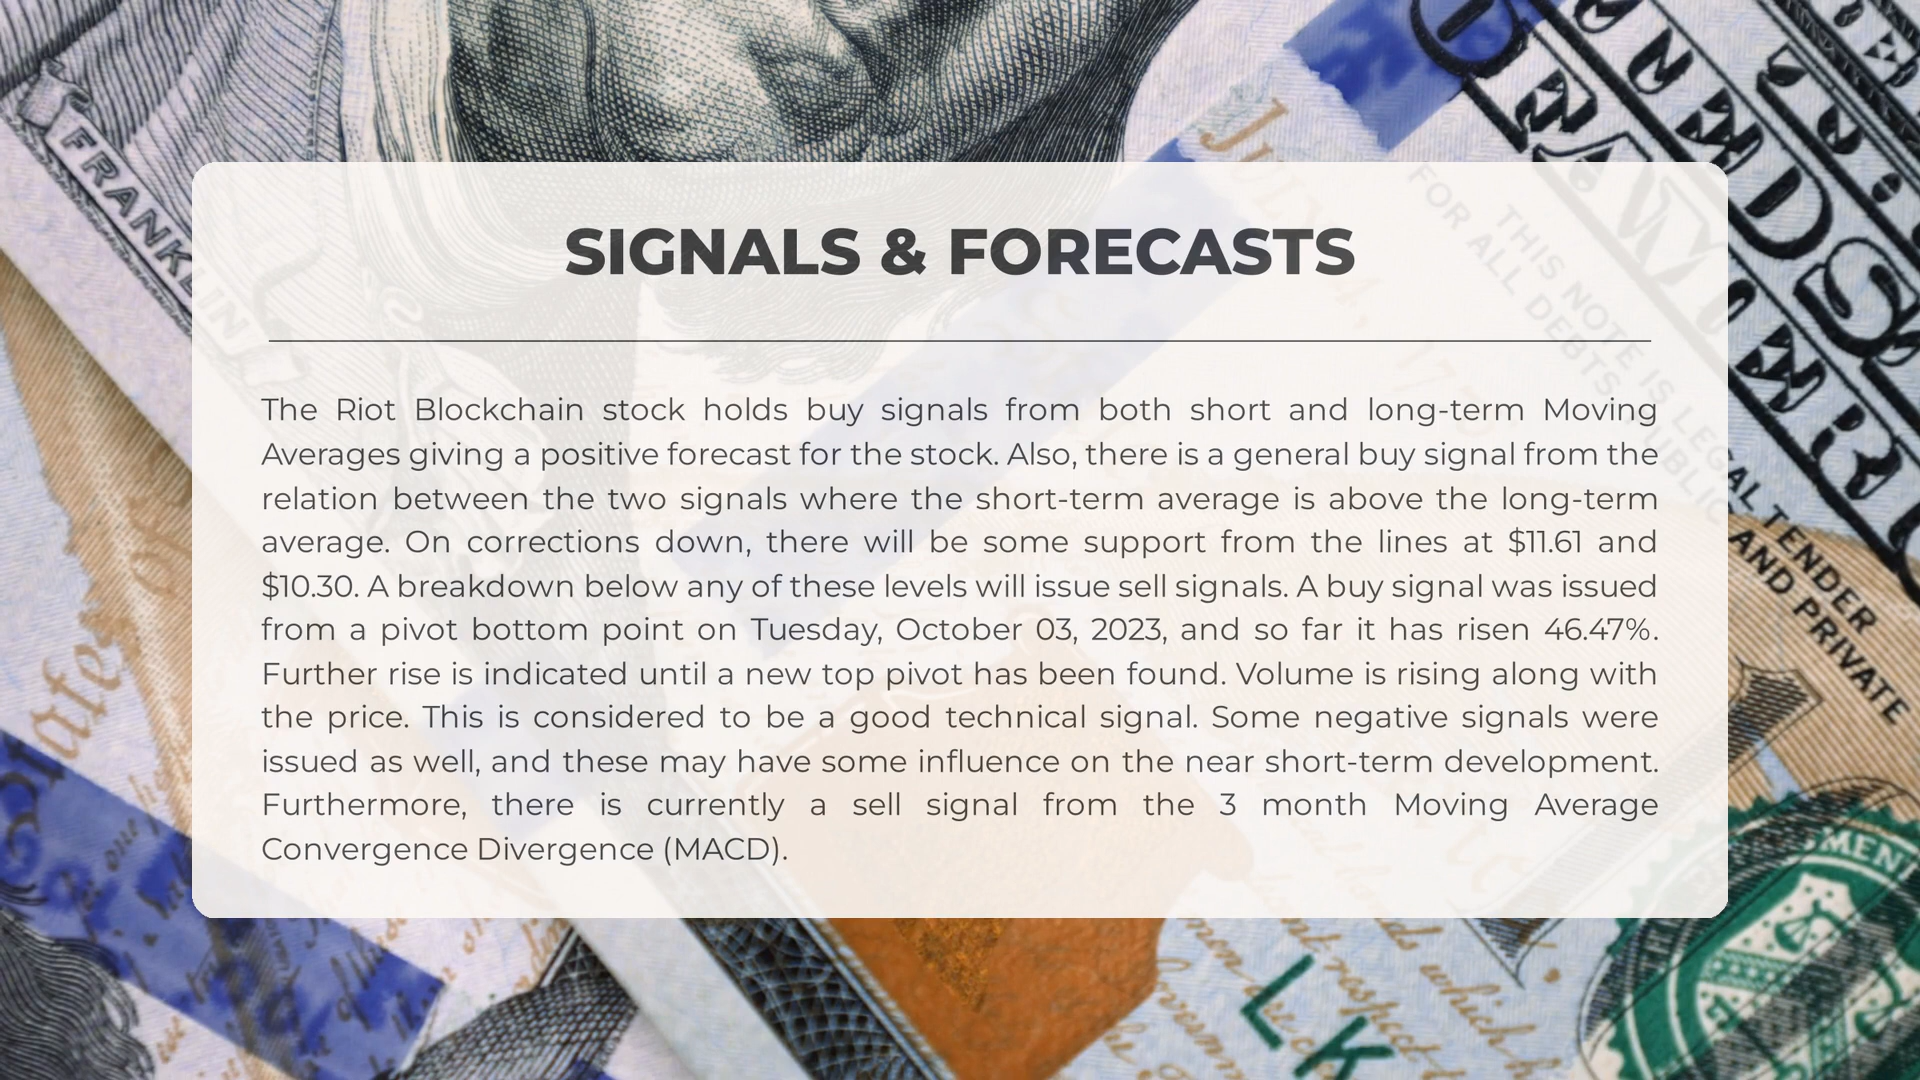 SIGNALS & FORECASTS
The Riot Blockchain stock holds buy signals from both short and long-term Moving
Averages giving a positive forecast for the stock. Also, there is a general buy signal from the
relation between the two signals where the short-term average is above the long-term
average. On corrections down, there will be some support from the lines at $11.61 and
$10.30. A breakdown below any of these levels will issue sell signals. A buy signal was issued
from a pivot bottom point on Tuesday, October 03, 2023, and so far it has risen 46.47%.
Further rise is indicated until a new top pivot has been found. Volume is rising along with
the price. This is considered to be a good technical signal. Some negative signals were
issued as well, and these may have some influence on the near short-term development.
Furthermore, there is currently a sell signal from the 3 month Moving Average
Convergence Divergence (MACD).
FRANKLIN
JULY 4, 1776
THIS NOTE IS LEGAL TENDER
FOR ALL DEBTS PUBLIC AND PRIVATE
L K